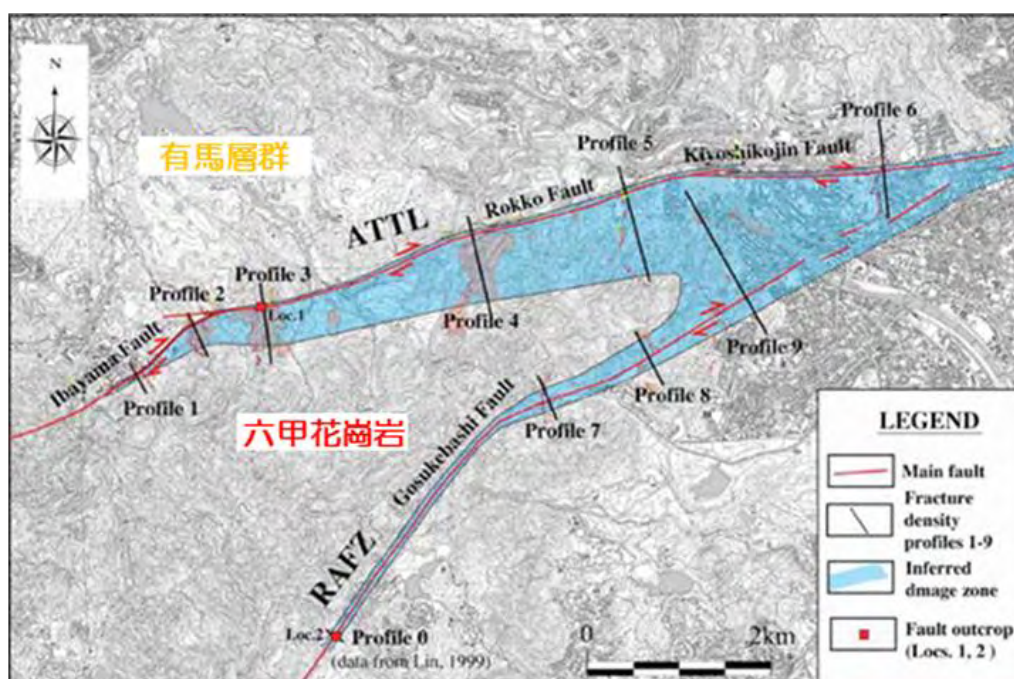 N
有馬層群
ATTL
Rokko Fault
Profile 5
Kiyoshikojin Fault
Profile 6
Profile 3
Loc.1
Profile 2
Profile 4
Ibayama Fault
Profile 1
六甲花崗岩
Profile 9
Profile 8
Profile 7
Gosukebashi Fault
RAFZ
Loc.2
Profile 0
(data from Lin, 1999)
0 2km
LEGEND
Main fault
Fracture
density
profiles 1-9
Inferred
dmage zone
Fault outcrop
(Locs. 1, 2 )